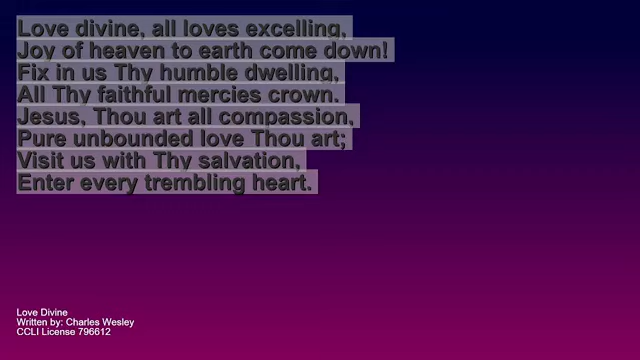 Love divine, all loves excelling,
Joy of heaven to earth come down!
Fix in us Thy humble dwelling,
All Thy faithful mercies crown.
Jesus, Thou art all compassion,
Pure unbounded love Thou art;
Visit us with Thy salvation,
Enter every trembling heart.
Love Divine
Written by: Charles Wesley
CCLI License 796612